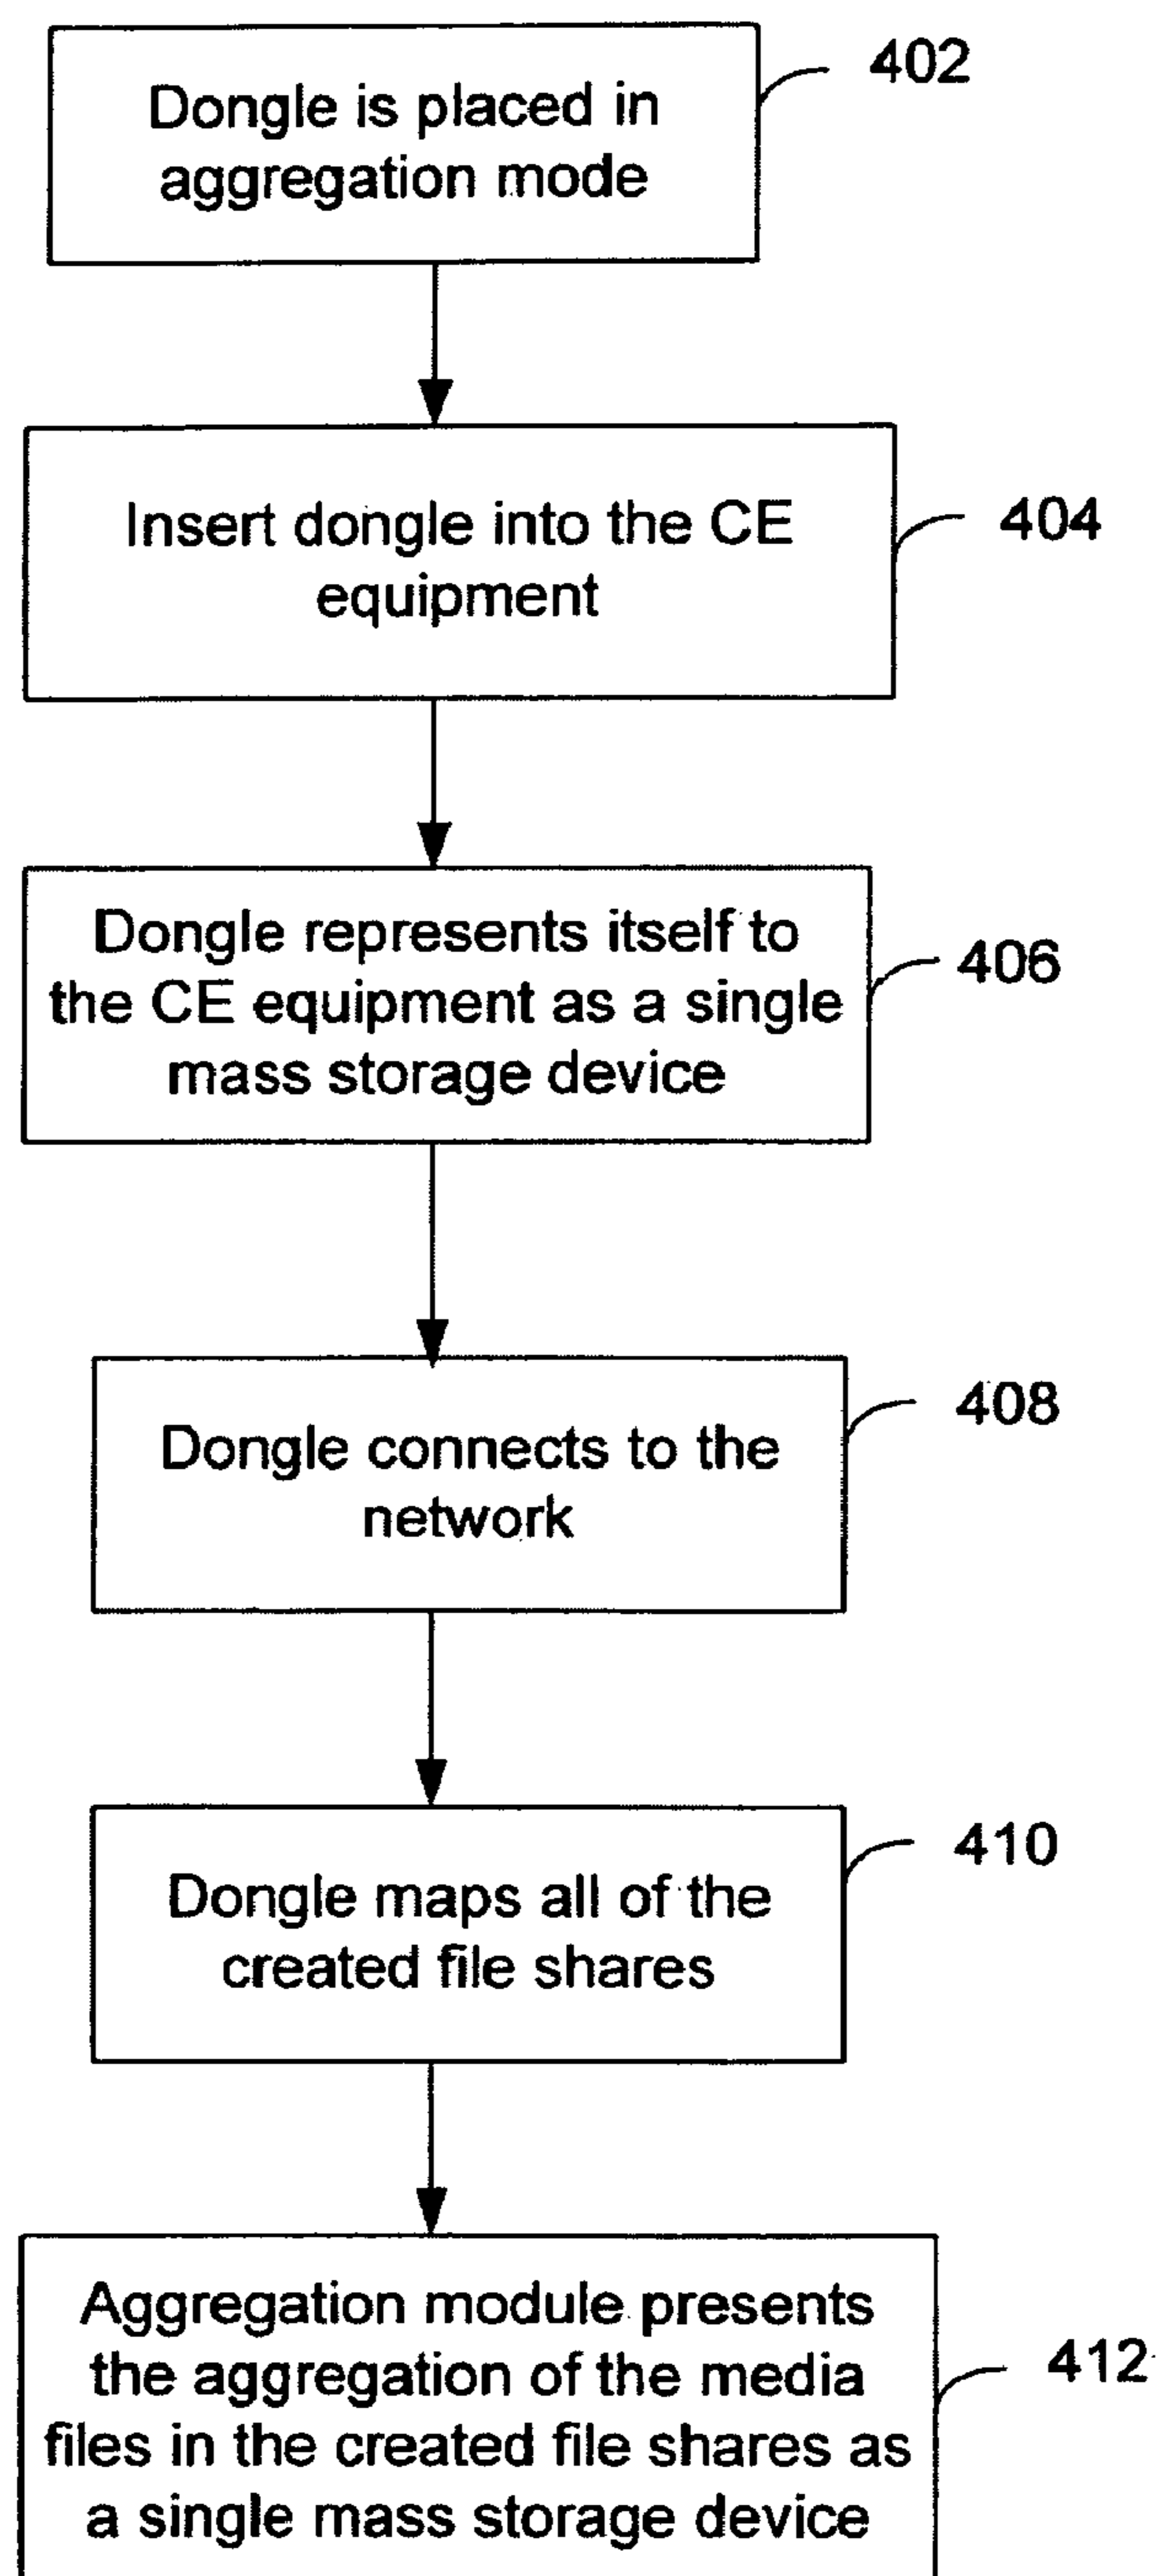 Dongle is placed in
aggregation mode
402
Insert dongle into the CE
equipment
404
Dongle represents itself to
the CE equipment as a single
mass storage device
406
Dongle connects to the
network
408
Dongle maps all of the
created file shares
410
Aggregation module presents
the aggregation of the media
files in the created file shares as
a single mass storage device
412